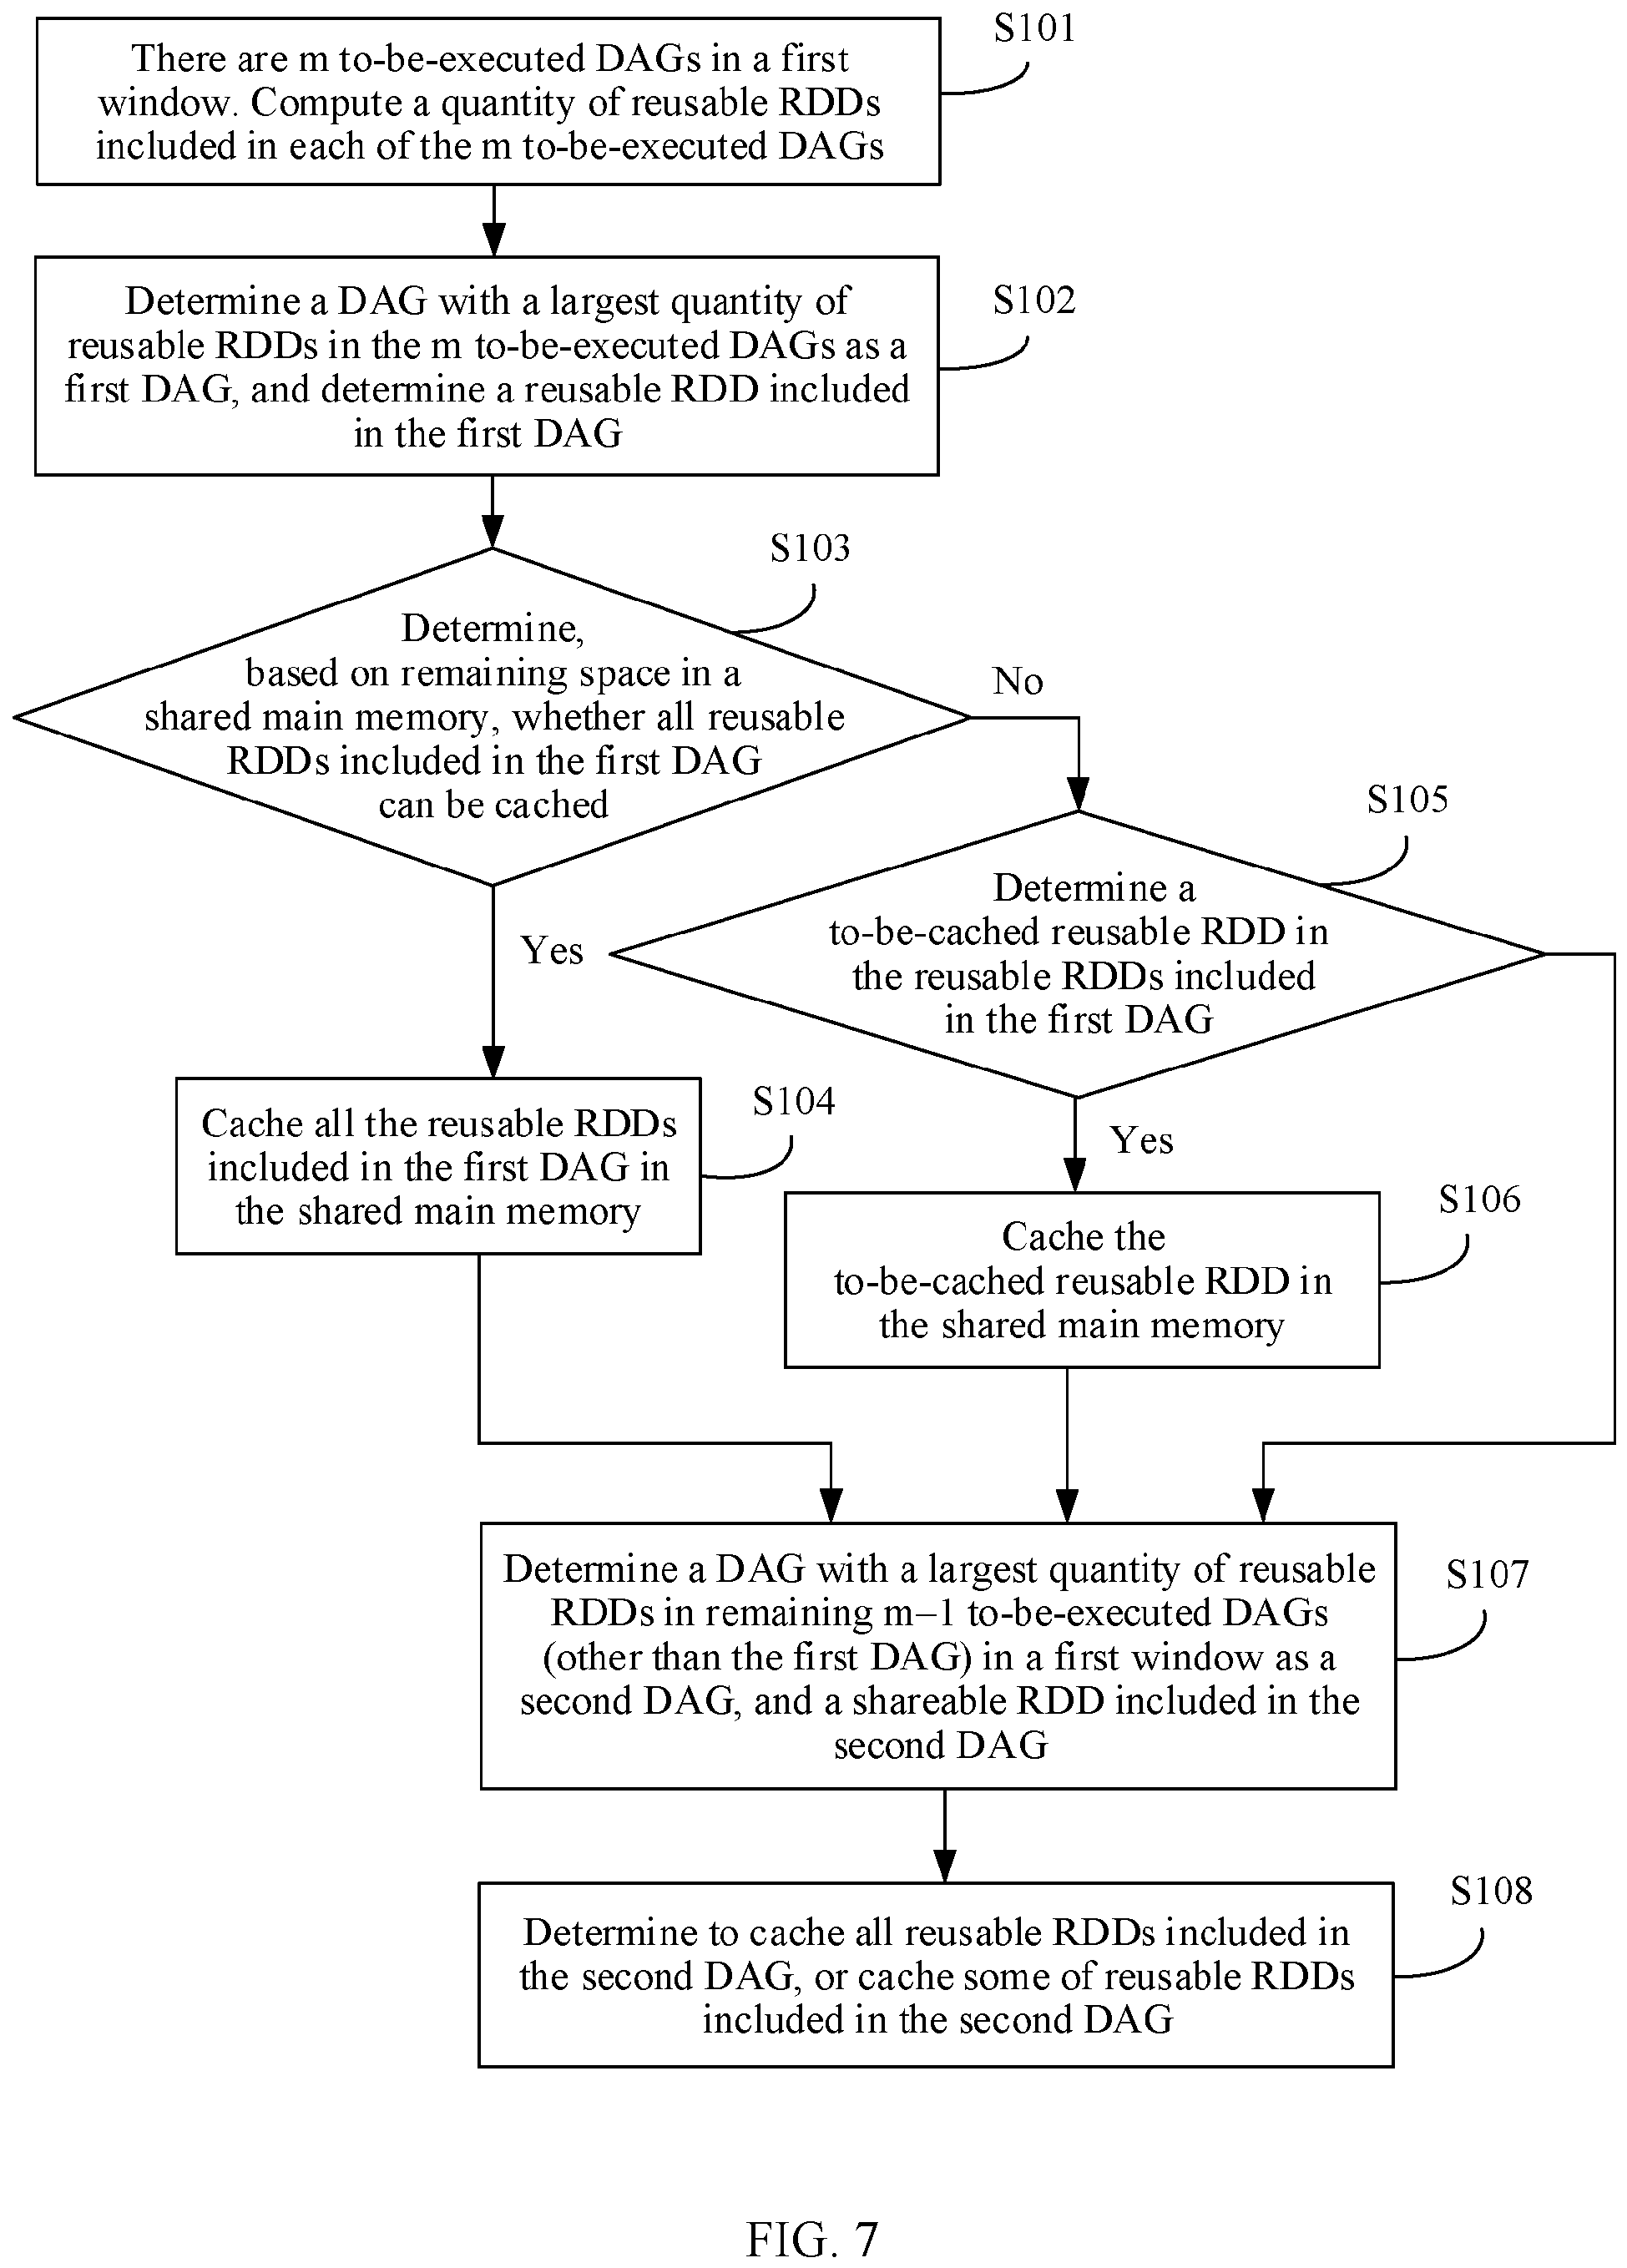 S101
There are m to-be-executed DAGs in a first
window. Compute a quantity of reusable RDDs
included in each of the m to-be-executed DAGs
S102
Determine a DAG with a largest quantity of
reusable RDDs in the m to-be-executed DAGs as a
first DAG, and determine a reusable RDD included
in the first DAG
S103
Determine,
based on remaining space in a
shared main memory, whether all reusable
RDDs included in the first DAG
can be cached
No
Yes
S105
Determine a
to-be-cached reusable RDD in
the reusable RDDs included
in the first DAG
S104
Cache all the reusable RDDs
included in the first DAG in
the shared main memory
Yes
S106
Cache the
to-be-cached reusable RDD in
the shared main memory
S107
Determine a DAG with a largest quantity of reusable
RDDs in remaining m−1 to-be-executed DAGs
(other than the first DAG) in a first window as a
second DAG, and a shareable RDD included in the
second DAG
S108
Determine to cache all reusable RDDs included in
the second DAG, or cache some of reusable RDDs
included in the second DAG
FIG. 7